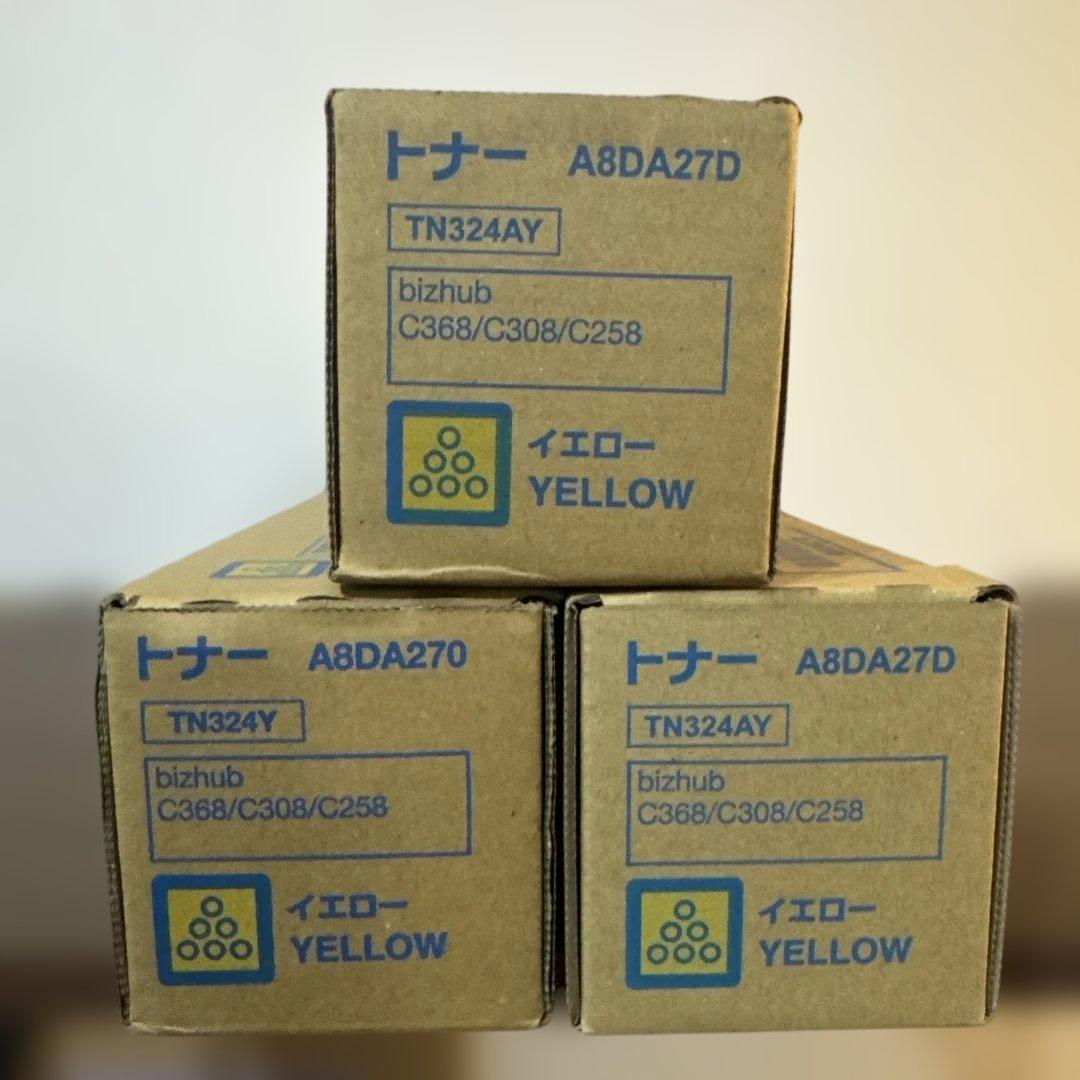 トナー A8DA27D
TN324AY
bizhub
C368/C308/C258
イエロー
YELLOW
トナー A8DA270
TN324Y
bizhub
C368/C308/C258
イエロー
YELLOW
トナー A8DA27D
TN324AY
bizhub
C368/C308/C258
イエロー
YELLOW